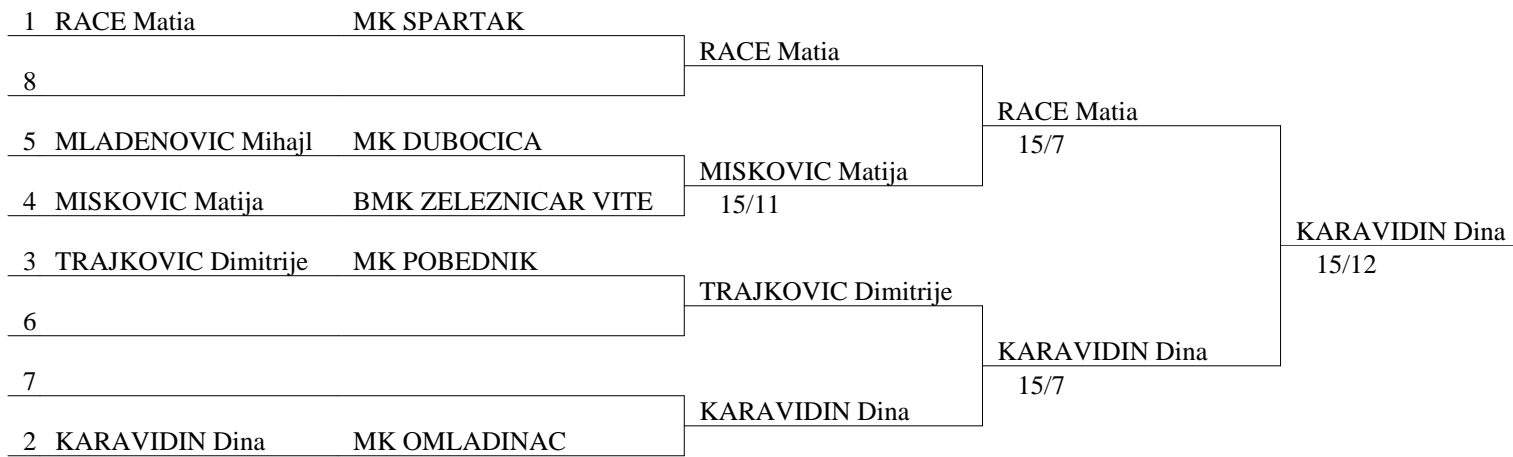 1 RACE Matia MK SPARTAK
RACE Matia
8
RACE Matia
15/7
5 MLADENOVIC Mihajl MK DUBOCICA
MISKOVIC Matija
15/11
4 MISKOVIC Matija BMK ZELEZNICAR VITE
KARAVIDIN Dina
15/12
3 TRAJKOVIC Dimitrije MK POBEDNIK
TRAJKOVIC Dimitrije
6
KARAVIDIN Dina
15/7
7
KARAVIDIN Dina
2 KARAVIDIN Dina MK OMLADINAC